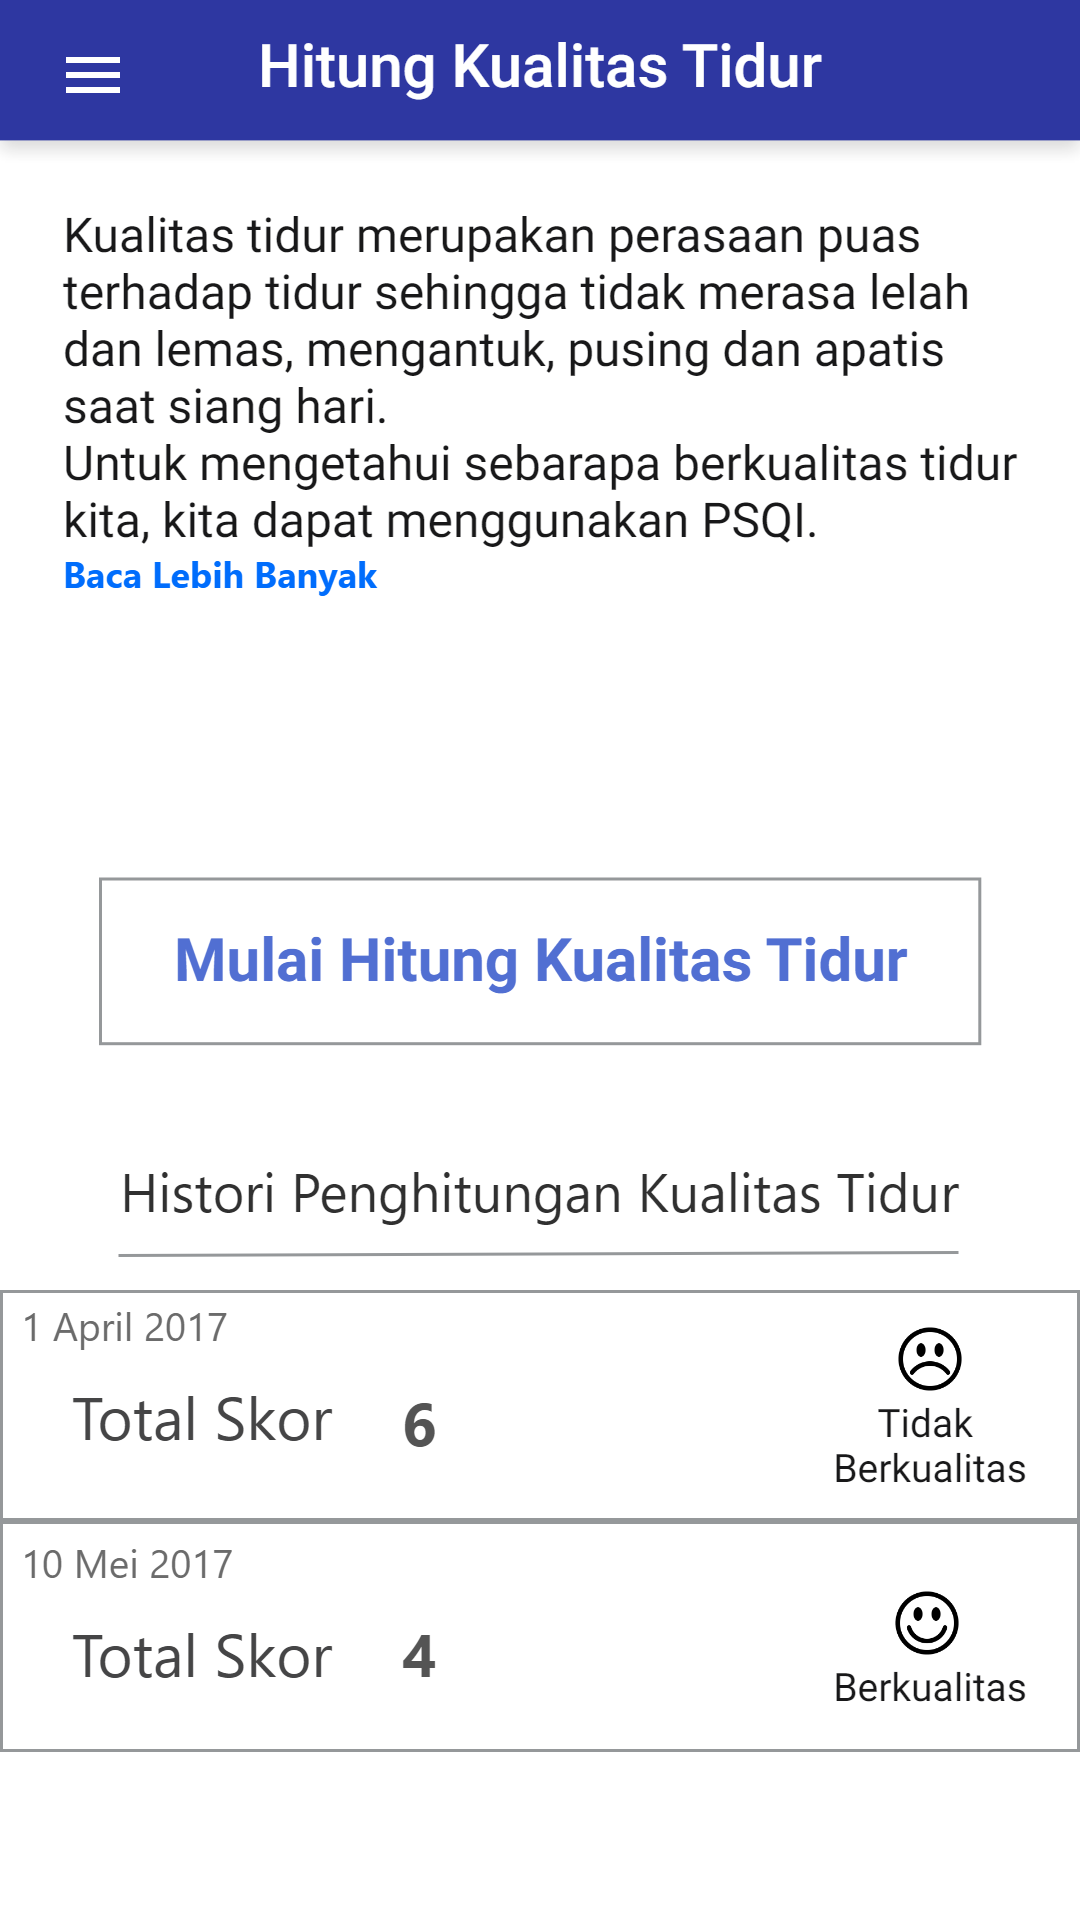 Hitung Kualitas Tidur
Kualitas tidur merupakan perasaan puas
terhadap tidur sehingga tidak merasa lelah
dan lemas, mengantuk, pusing dan apatis
saat siang hari.
Untuk mengetahui sebarapa berkualitas tidur
kita, kita dapat menggunakan PSQI.
Baca Lebih Banyak
Mulai Hitung Kualitas Tidur
Histori Penghitungan Kualitas Tidur
1 April 2017
Total Skor 6
Tidak
Berkualitas
10 Mei 2017
Total Skor 4
Berkualitas